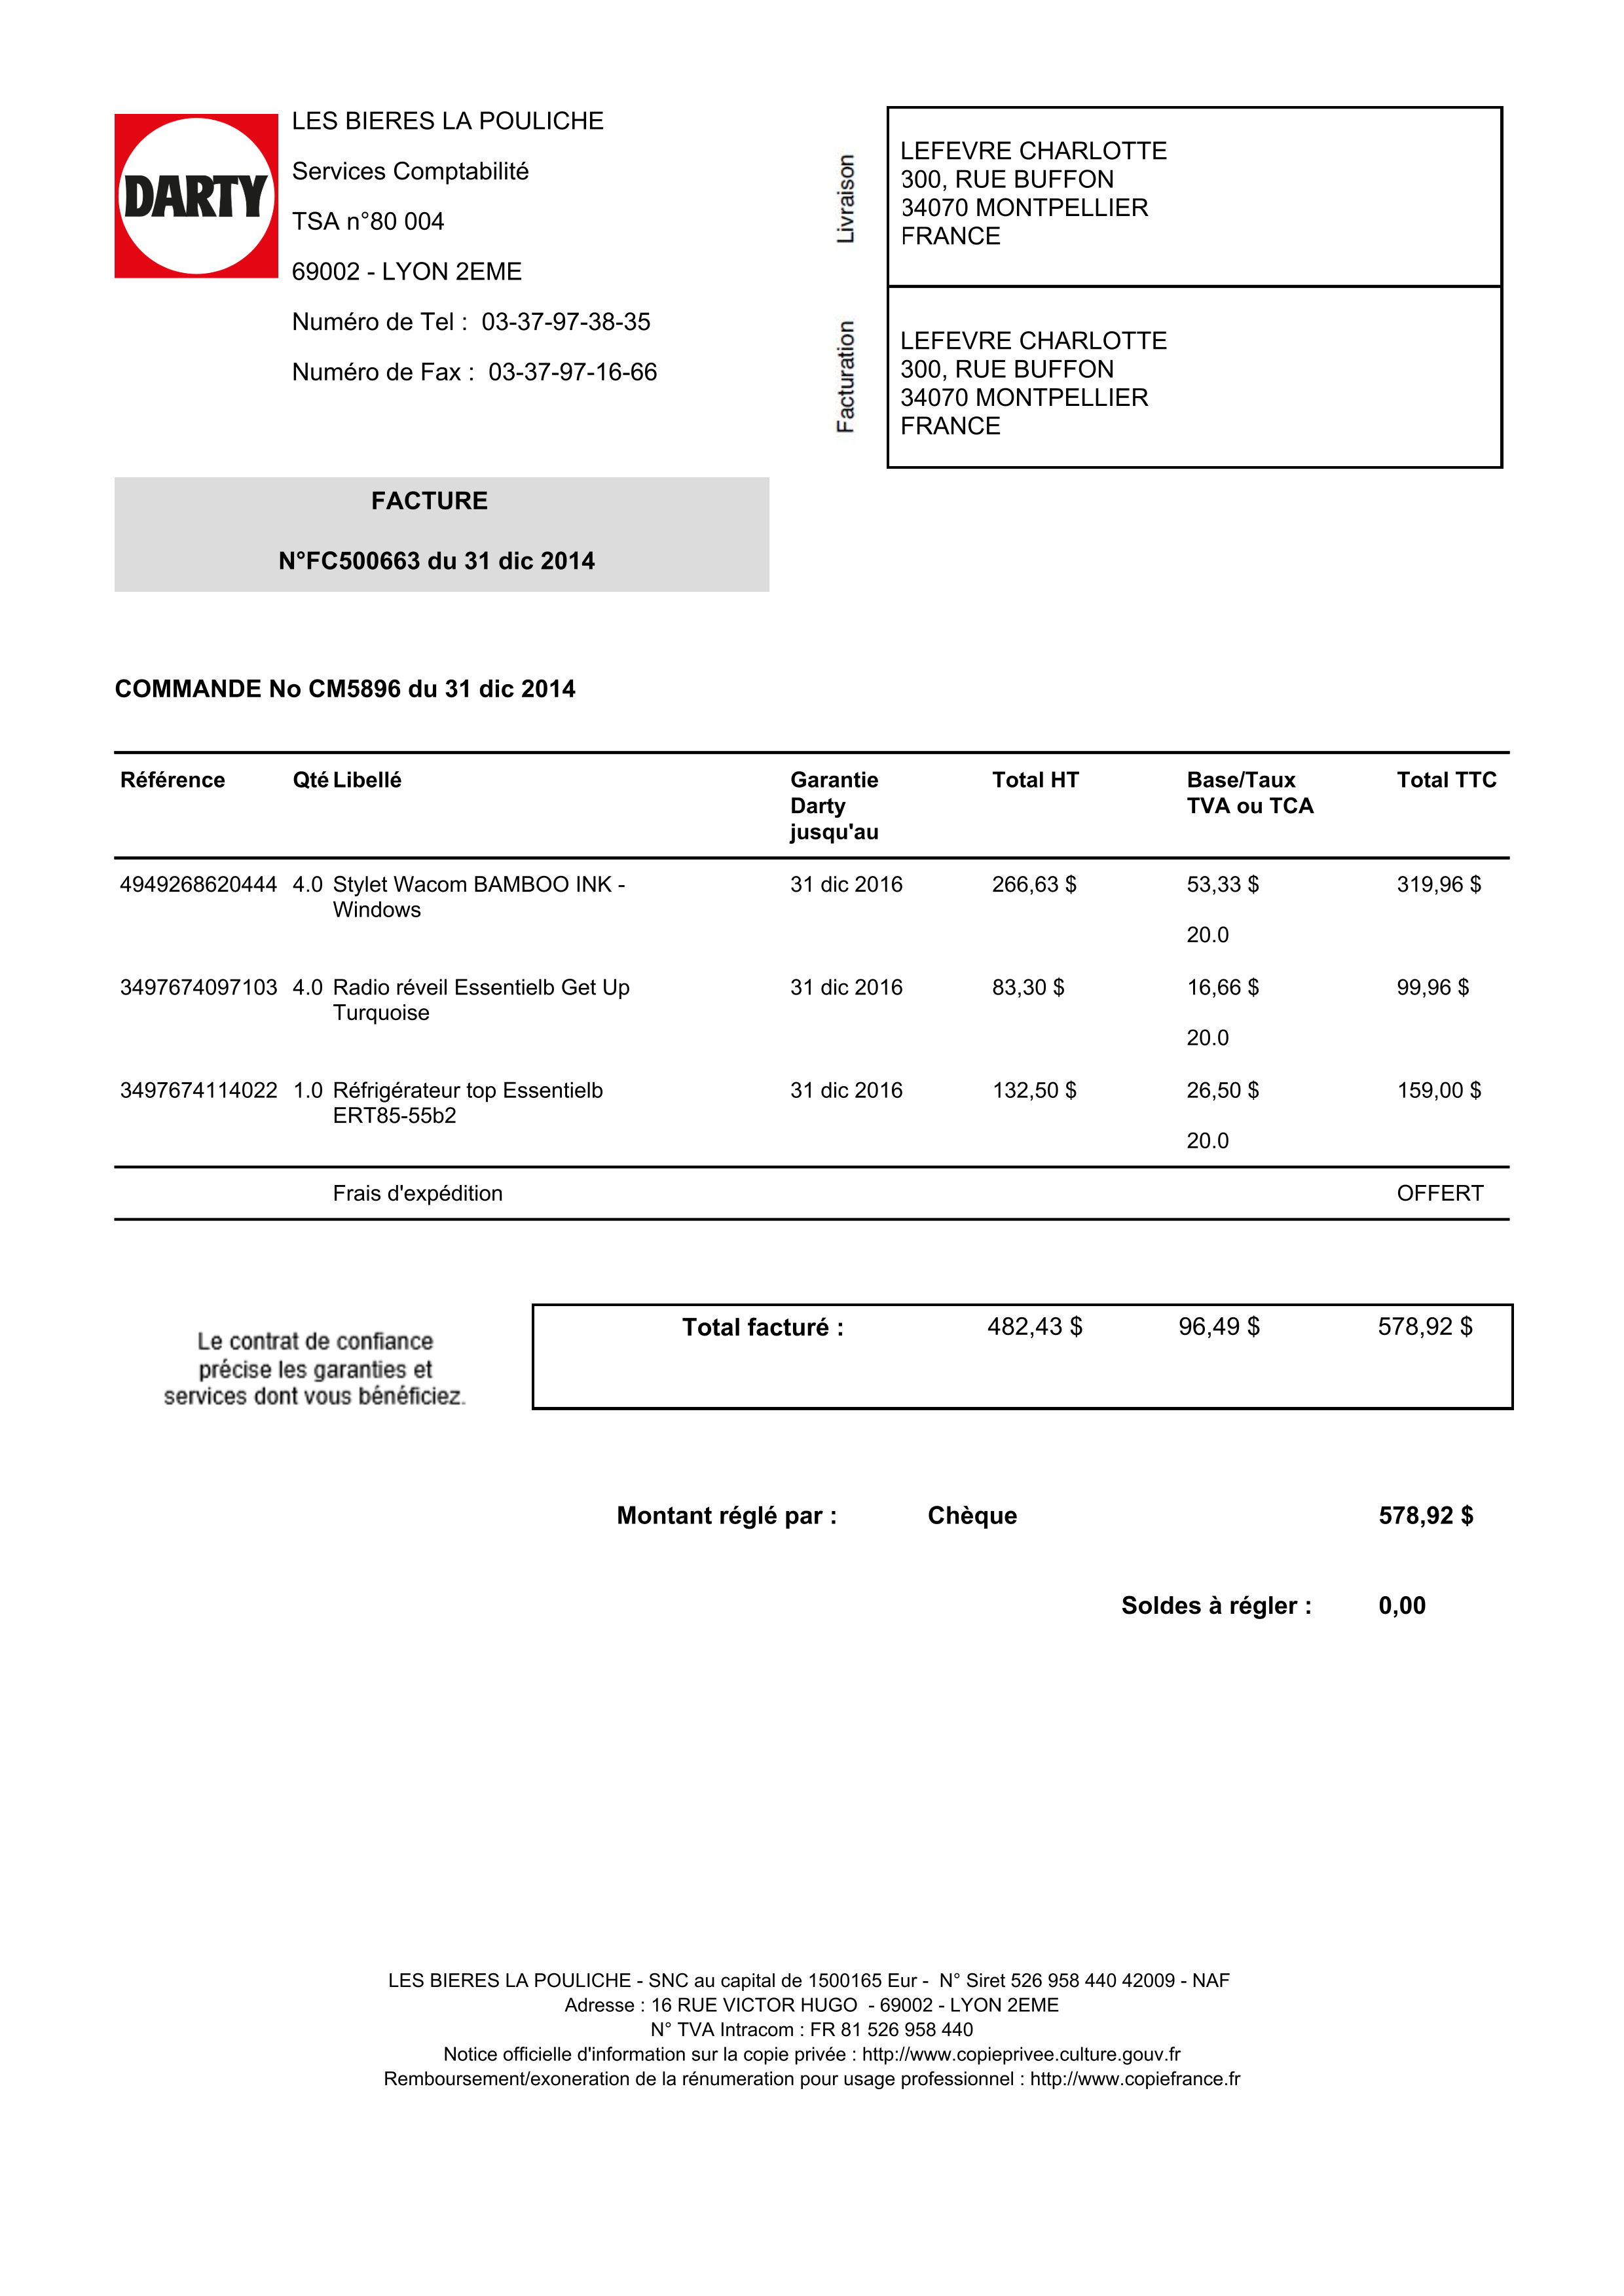 DARTY
LES BIERES LA POULICHE
Services Comptabilité
TSA n°80 004
69002 - LYON 2EME
Numéro de Tel : 03-37-97-38-35
Numéro de Fax : 03-37-97-16-66
Livraison
LEFEVRE CHARLOTTE
300, RUE BUFFON
34070 MONTPELLIER
FRANCE
Facturation
LEFEVRE CHARLOTTE
300, RUE BUFFON
34070 MONTPELLIER
FRANCE
FACTURE
N°FC500663 du 31 dic 2014
COMMANDE No CM5896 du 31 dic 2014
Référence Qté Libellé Garantie Total HT Base/Taux Total TTC
Darty TVA ou TCA
jusqu'au
4949268620444 4.0 Stylet Wacom BAMBOO INK - 31 dic 2016 266,63 $ 53,33 $ 319,96 $
Windows
20.0
3497674097103 4.0 Radio réveil Essentielb Get Up 31 dic 2016 83,30 $ 16,66 $ 99,96 $
Turquoise
20.0
3497674114022 1.0 Réfrigérateur top Essentielb 31 dic 2016 132,50 $ 26,50 $ 159,00 $
ERT85-55b2
20.0
Frais d'expédition OFFERT
Total facturé : 482,43 $ 96,49 $ 578,92 $
Le contrat de confiance
précise les garanties et
services dont vous bénéficiez.
Montant réglé par : Chèque 578,92 $
Soldes à régler : 0,00
LES BIERES LA POULICHE - SNC au capital de 1500165 Eur - N° Siret 526 958 440 42009 - NAF
Adresse : 16 RUE VICTOR HUGO - 69002 - LYON 2EME
N° TVA Intracom : FR 81 526 958 440
Notice officielle d'information sur la copie privée : http://www.copieprivee.culture.gouv.fr
Remboursement/exoneration de la rénumeration pour usage professionnel : http://www.copiefrance.fr